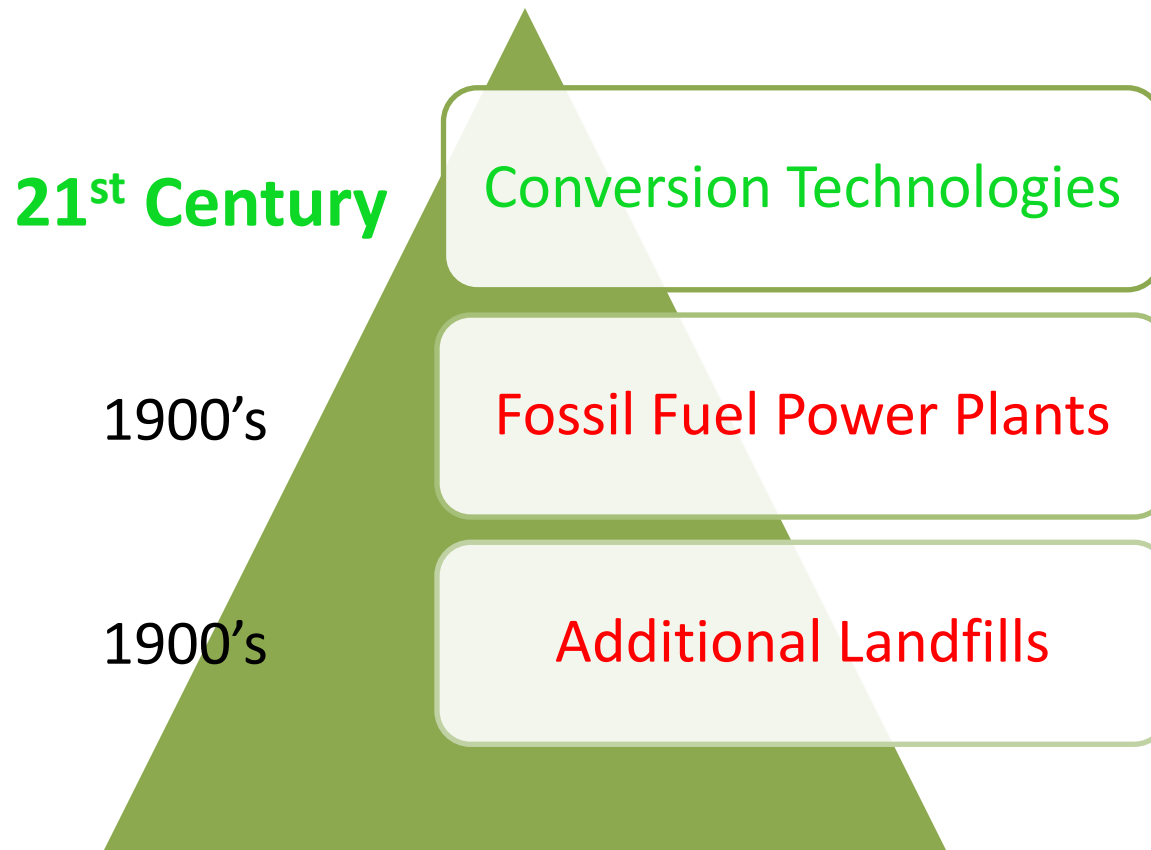 21st Century
Conversion Technologies
1900’s
Fossil Fuel Power Plants
1900’s
Additional Landfills